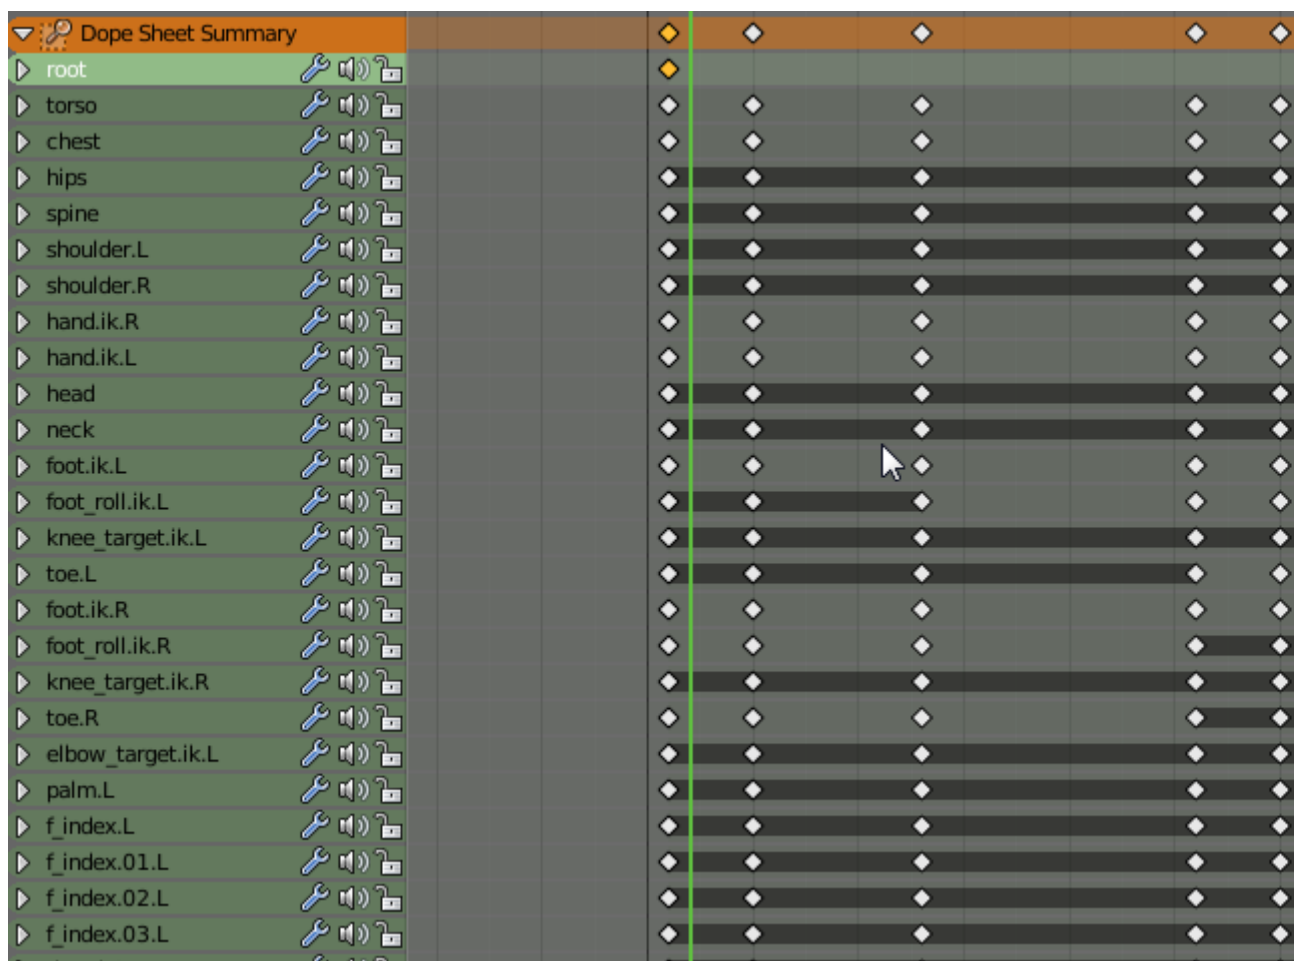 Dope Sheet Summary
root
torso
chest
hips
spine
shoulder.L
shoulder.R
hand.ik.R
hand.ik.L
head
neck
foot.ik.L
foot_roll.ik.L
knee_target.ik.L
toe.L
foot.ik.R
foot_roll.ik.R
knee_target.ik.R
toe.R
elbow_target.ik.L
palm.L
f_index.L
f_index.01.L
f_index.02.L
f_index.03.L